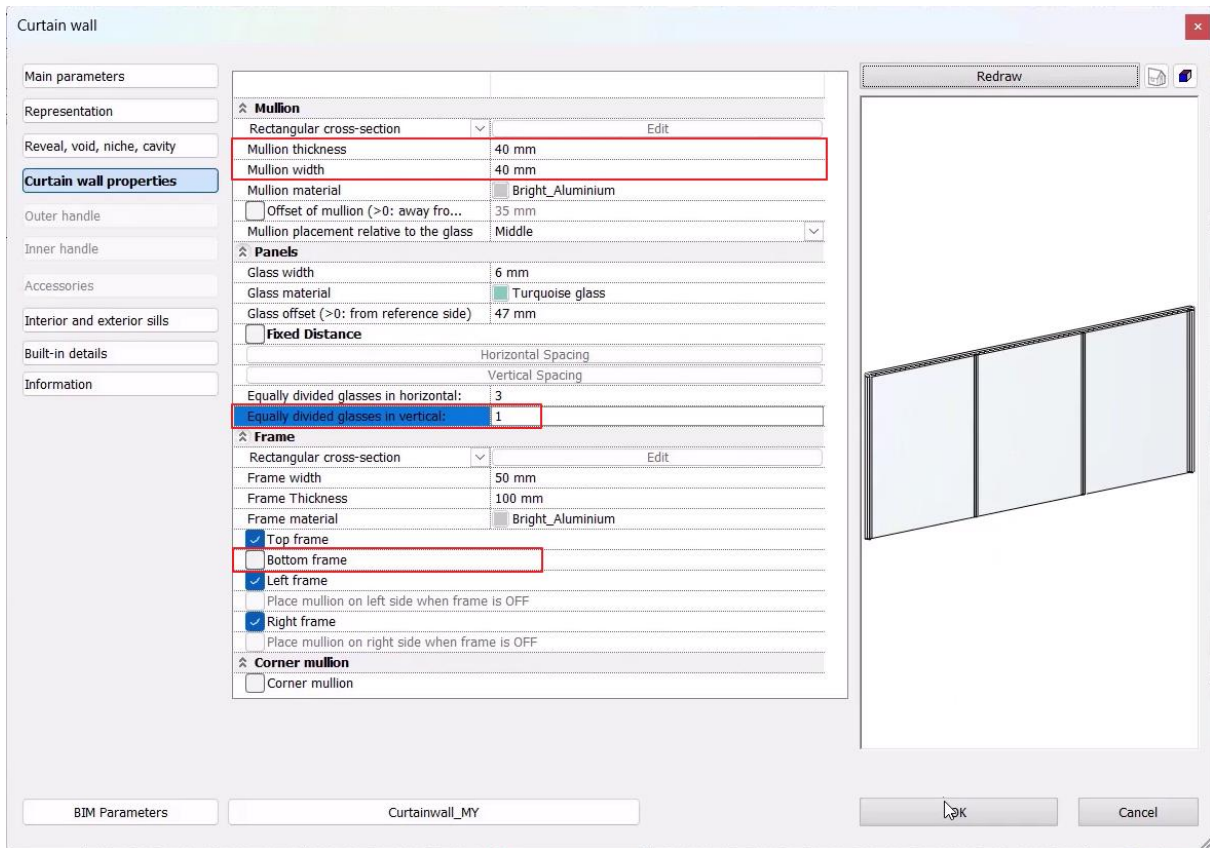 Curtain wall
Main parameters
Representation
Reveal, void, niche, cavity
Curtain wall properties
Outer handle
Inner handle
Accessories
Interior and exterior sills
Built-in details
Information
Mullion
Rectangular cross-section Edit
Mullion thickness 40 mm
Mullion width 40 mm
Mullion material Bright_Aluminium
Offset of mullion (>0: away fro... 35 mm
Mullion placement relative to the glass Middle
Panels
Glass width 6 mm
Glass material Turquoise glass
Glass offset (>0: from reference side) 47 mm
Fixed Distance
Horizontal Spacing
Vertical Spacing
Equally divided glasses in horizontal: 3
Equally divided glasses in vertical: 1
Frame
Rectangular cross-section Edit
Frame width 50 mm
Frame Thickness 100 mm
Frame material Bright_Aluminium
Top frame
Bottom frame
Left frame
Place mullion on left side when frame is OFF
Right frame
Place mullion on right side when frame is OFF
Corner mullion
Corner mullion
Redraw
BIM Parameters
Curtainwall_MY
OK
Cancel